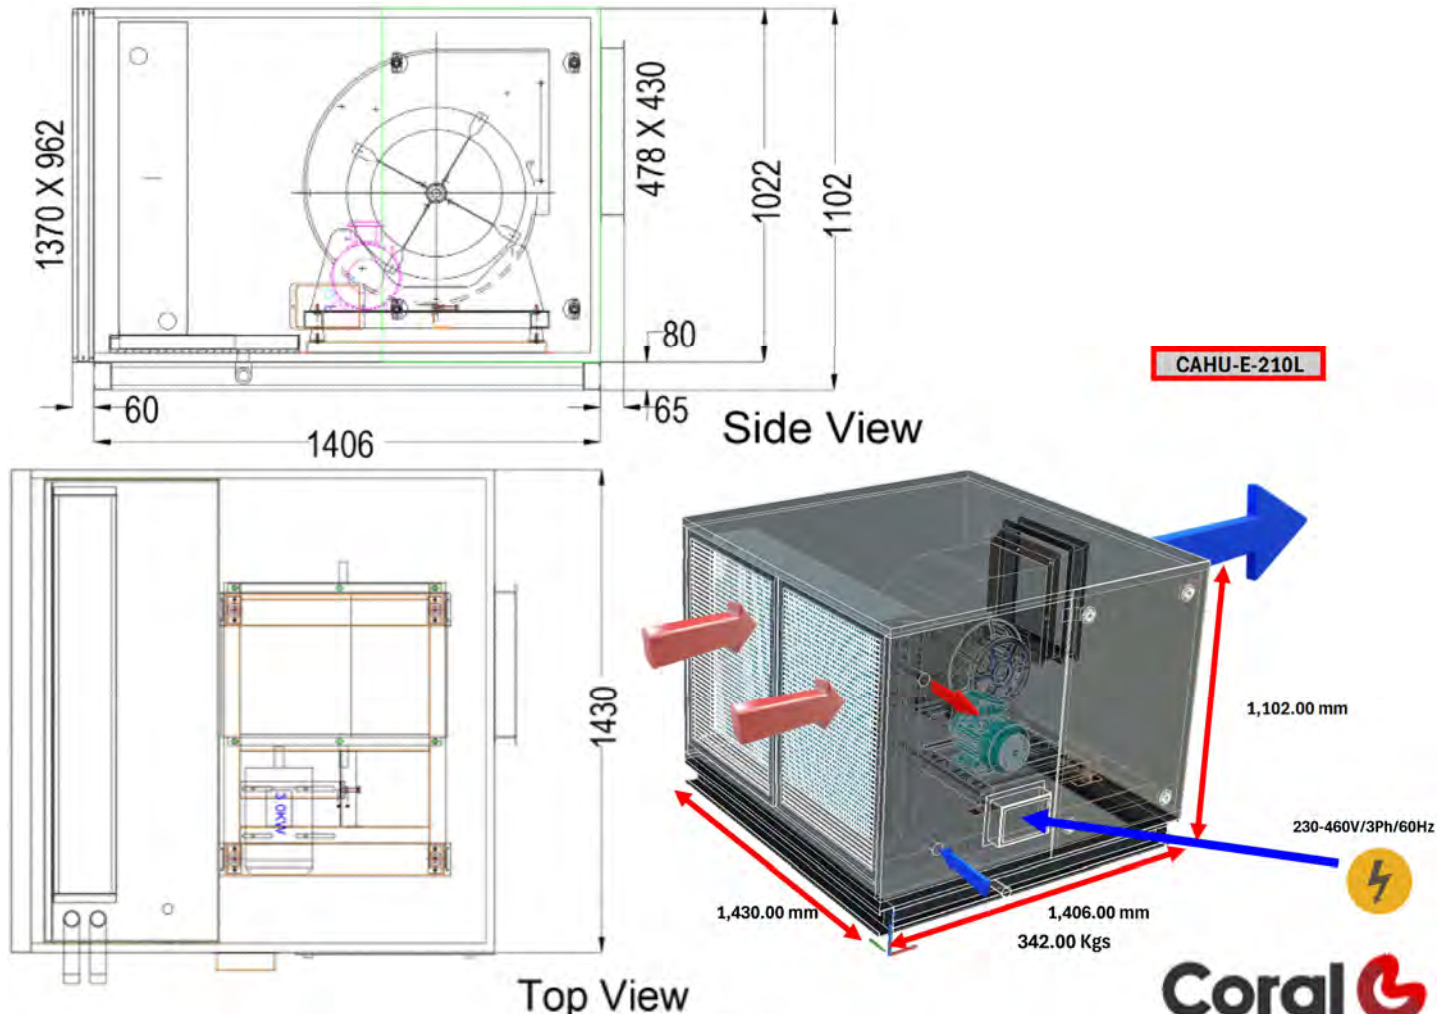 1370 X 962
478 X 430
1022
1102
80
60
65
1406
Side View
CAHU-E-210L
1430
3.0KW
Top View
1,102.00 mm
230-460V/3Ph/60Hz
1,430.00 mm
1,406.00 mm
342.00 Kgs
Coral